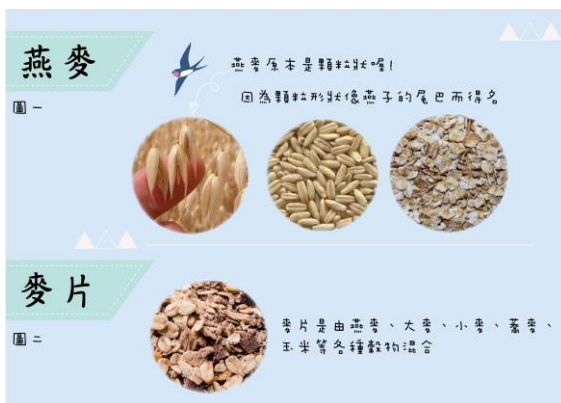 燕麥
圖一
燕麥原本是顆粒狀喔!
因為顆粒形狀像燕子的尾巴而得名
麥片
圖二
麥片是由燕麥、大麥、小麥、蕎麥、
玉米等各種穀物混合